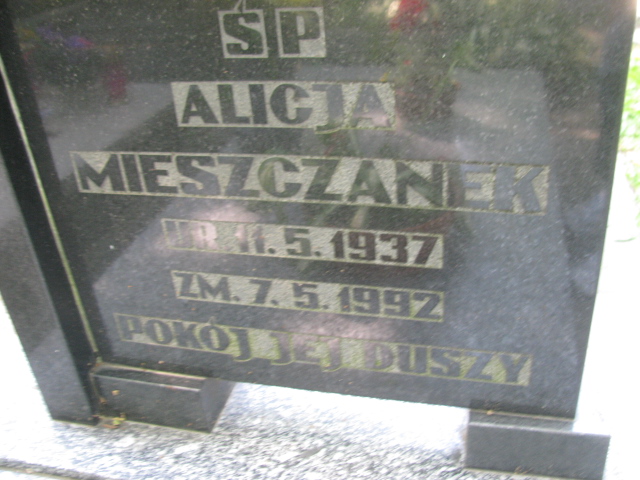 ŚP
ALICJA
MIESZCZANEK
UR. 11.5.1937
ZM. 7.5.1992
POKÓJ JEJ DUSZY